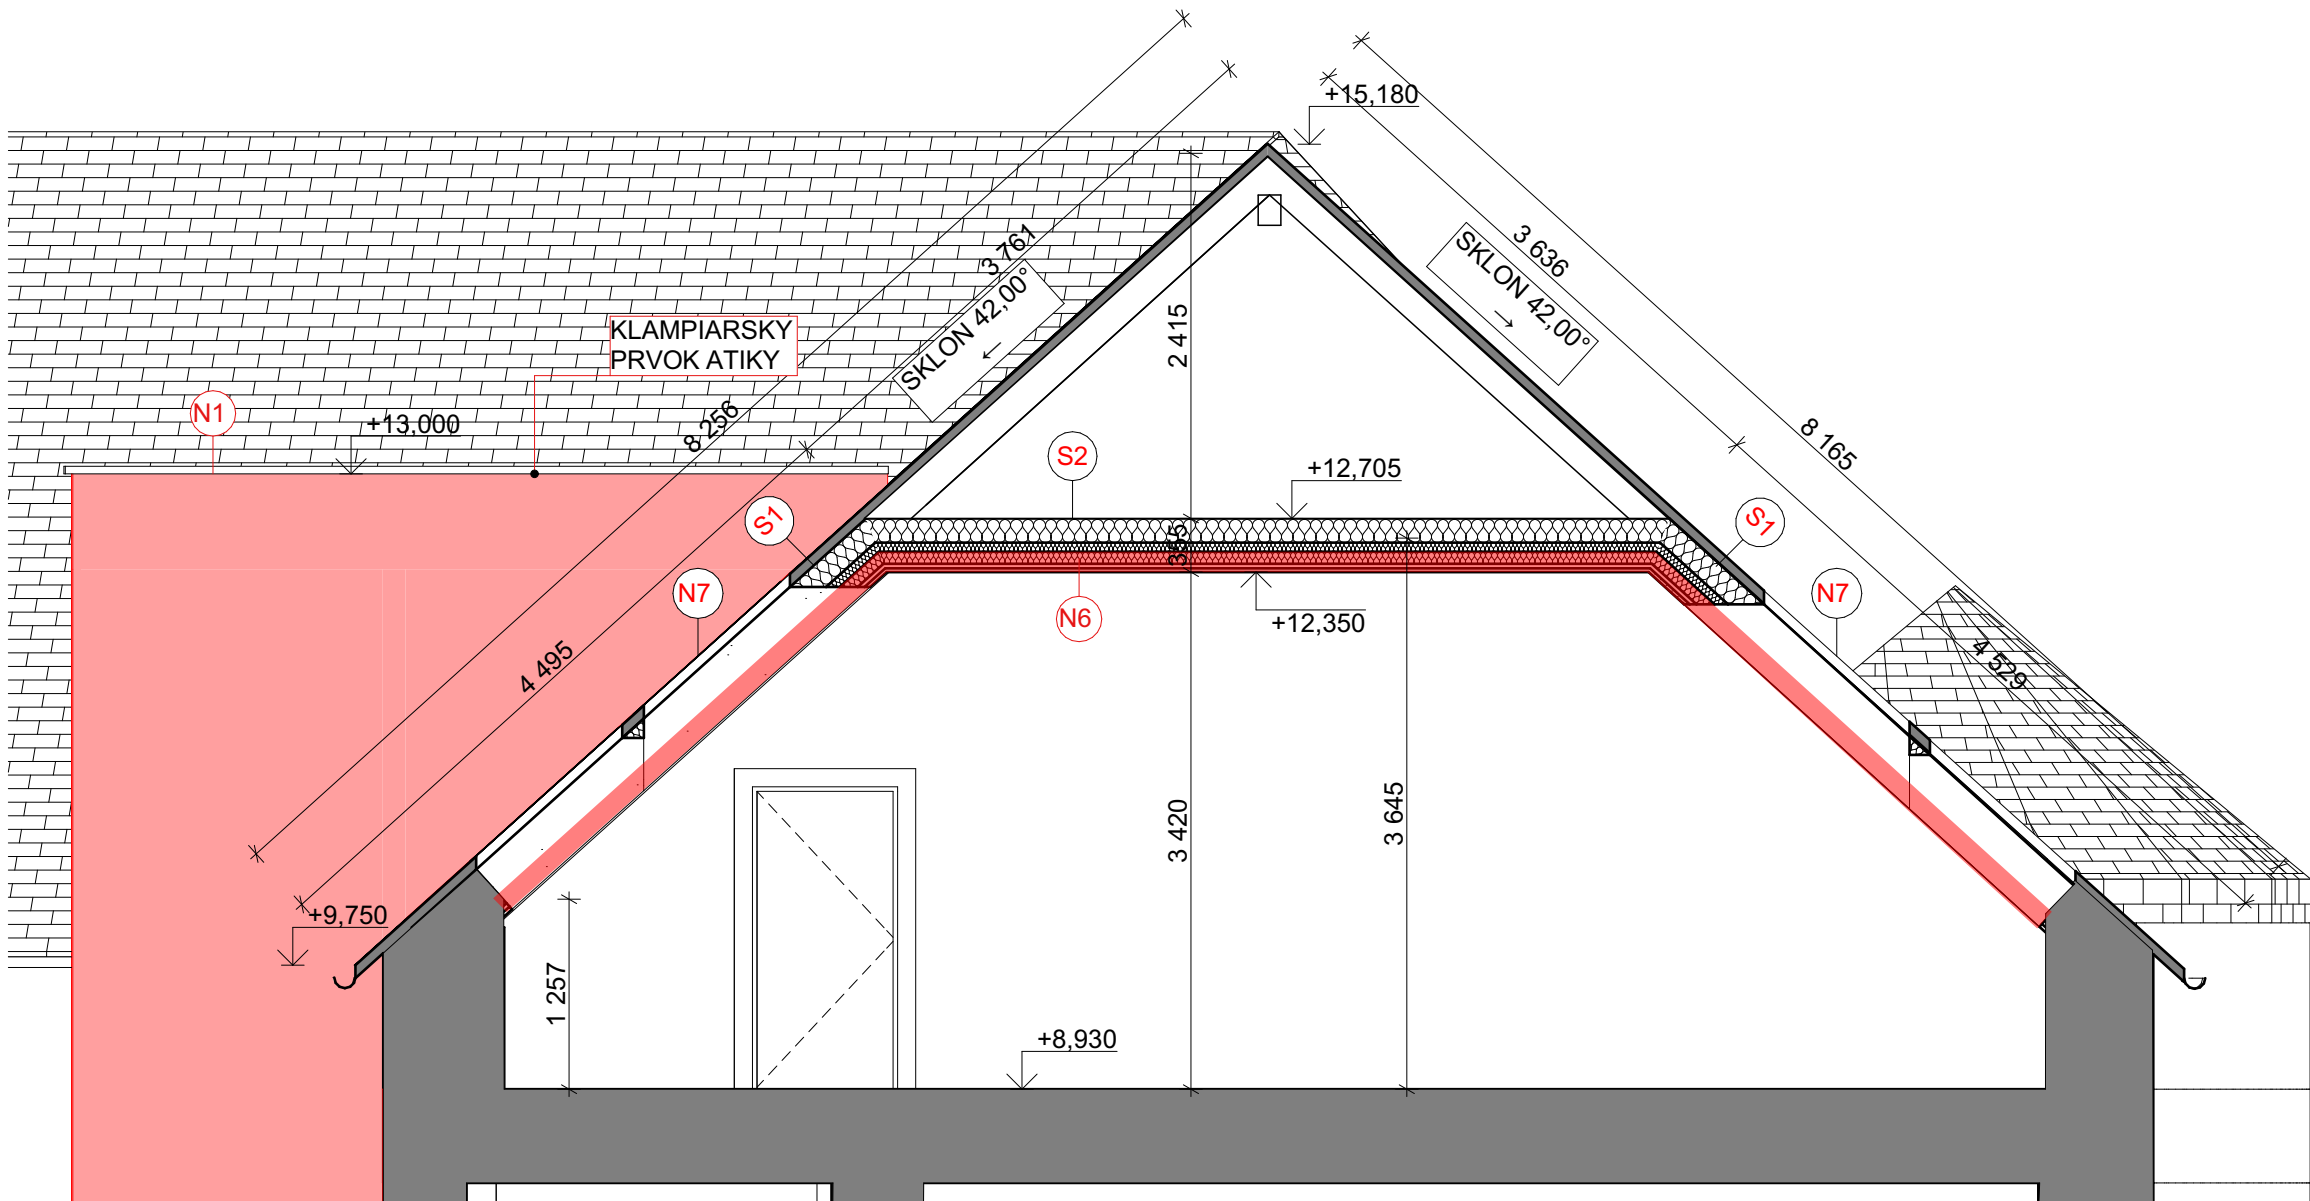 +15,180
3 761
3 636
SKLON 42,00°
←
SKLON 42,00°
→
2 415
KLAMPIARSKY
PRVOK ATIKY
N1
+13,000
8 256
8 165
S2
+12,705
S1
S1
355
N7
N6
+12,350
N7
4 495
4 529
3 420
3 645
+9,750
1 257
+8,930